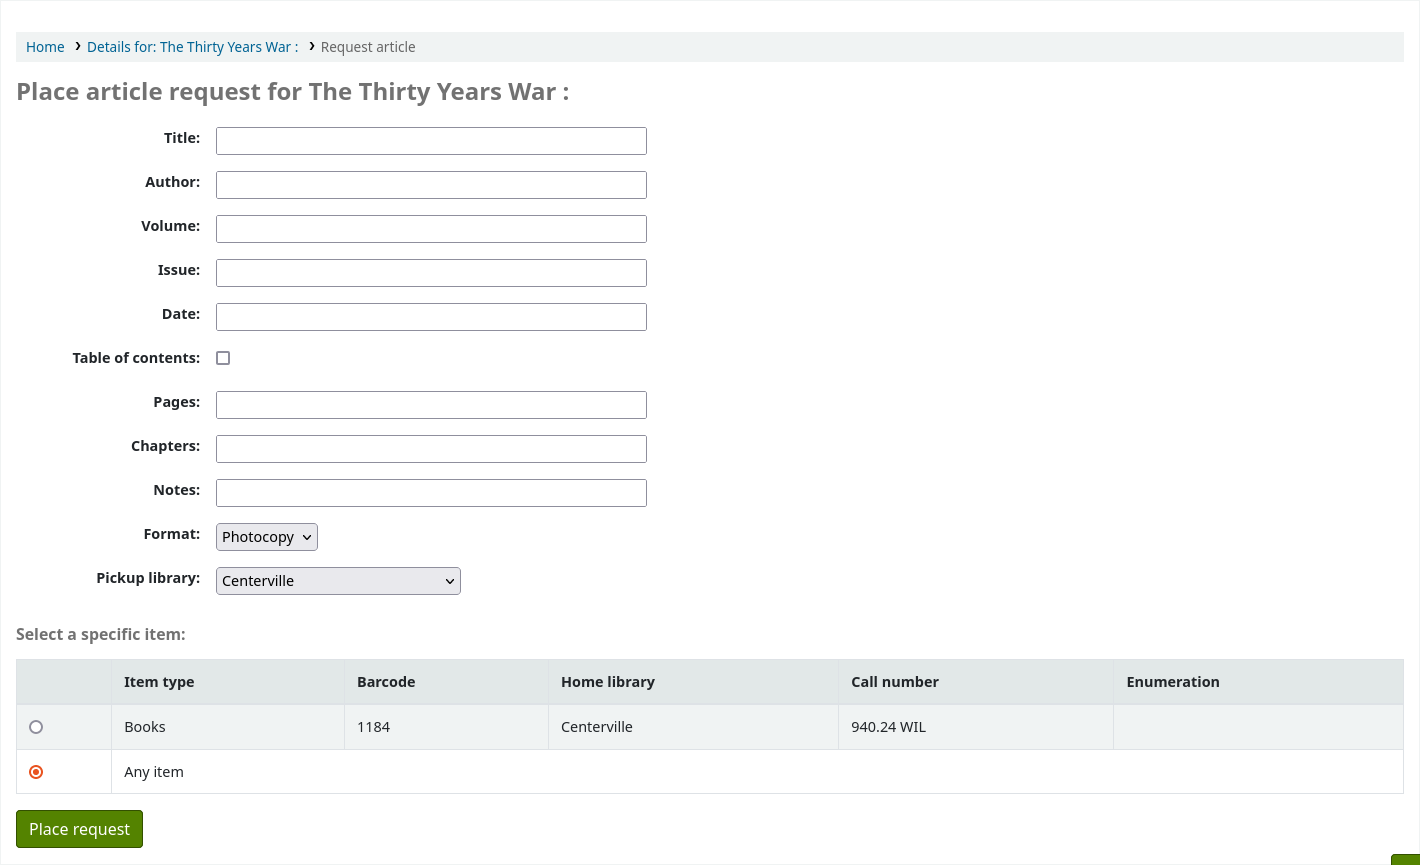 Home ❯ Details for: The Thirty Years War : ❯ Request article
Place article request for The Thirty Years War :
Title:
Author:
Volume:
Issue:
Date:
Table of contents:
Pages:
Chapters:
Notes:
Format: Photocopy
Pickup library: Centerville
Select a specific item:
Item type Barcode Home library Call number Enumeration
Books 1184 Centerville 940.24 WIL
Any item
Place request